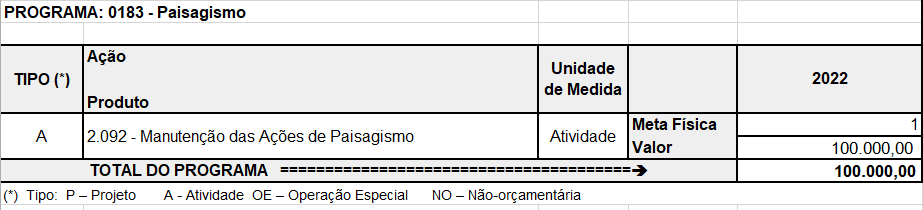 PROGRAMA: 0183 - Paisagismo
TIPO (*)
Ação
Produto
Unidade
de Medida
2022
A
2.092 - Manutenção das Ações de Paisagismo
Atividade
Meta Física
1
Valor
100.000,00
TOTAL DO PROGRAMA =======================================➔
100.000,00
(*) Tipo: P – Projeto A - Atividade OE – Operação Especial NO – Não-orçamentária